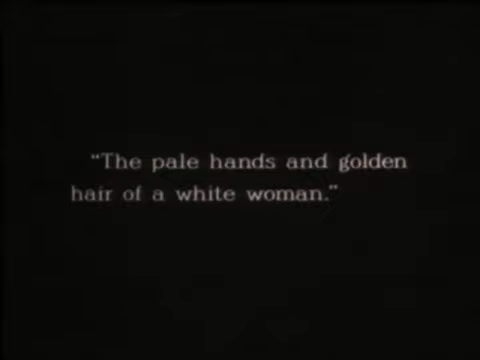 “The pale hands and golden
hair of a white woman.”